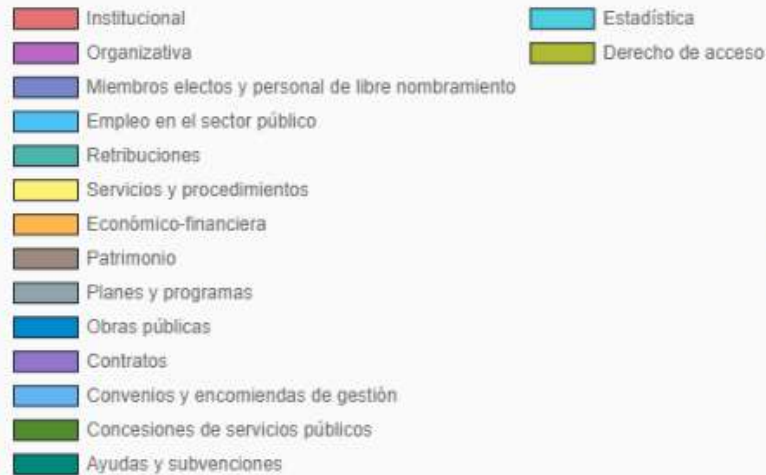 Institucional
Organizativa
Miembros electos y personal de libre nombramiento
Empleo en el sector público
Retribuciones
Servicios y procedimientos
Económico-financiera
Patrimonio
Planes y programas
Obras públicas
Contratos
Convenios y encomiendas de gestión
Concesiones de servicios públicos
Ayudas y subvenciones
Estadística
Derecho de acceso